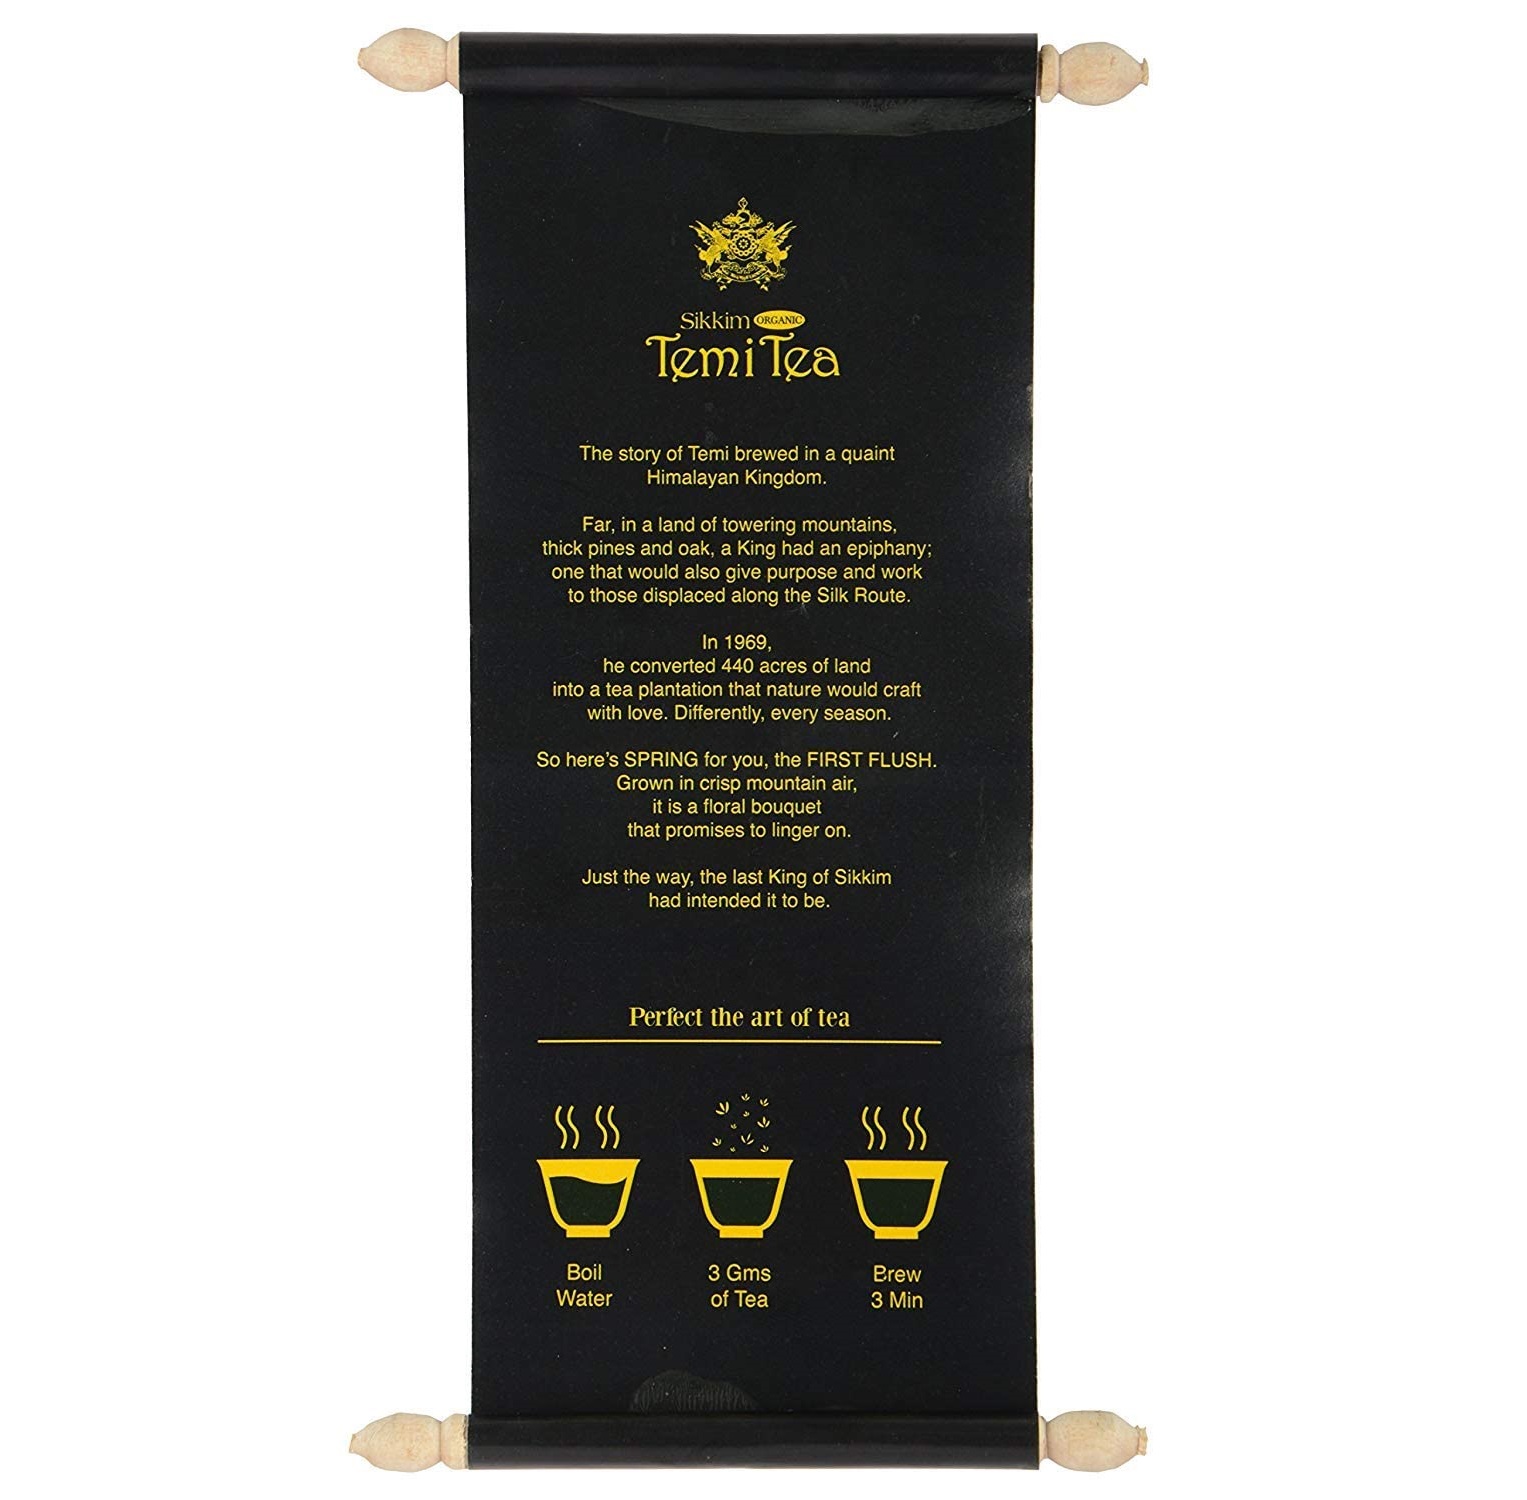 Sikkim ORGANIC
Temi Tea
The story of Temi brewed in a quaint
Himalayan Kingdom.
Far, in a land of towering mountains,
thick pines and oak, a King had an epiphany;
one that would also give purpose and work
to those displaced along the Silk Route.
In 1969,
he converted 440 acres of land
into a tea plantation that nature would craft
with love. Differently, every season.
So here's SPRING for you, the FIRST FLUSH.
Grown in crisp mountain air,
it is a floral bouquet
that promises to linger on.
Just the way, the last King of Sikkim
had intended it to be.
Perfect the art of tea
Boil
Water
3 Gms
of Tea
Brew
3 Min